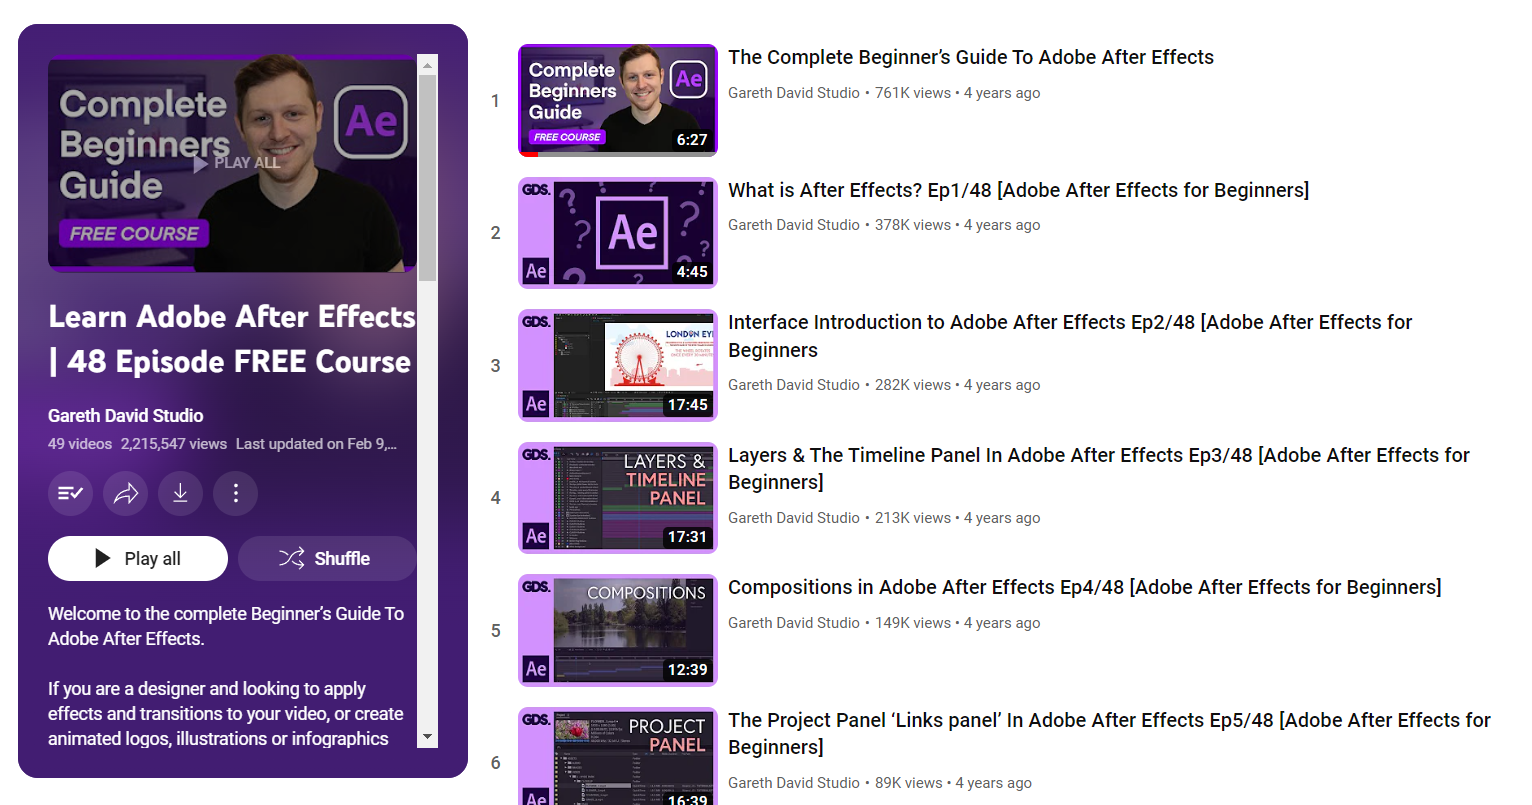 Complete
Beginners
Guide
Ae
PLAY ALL
FREE COURSE
Learn Adobe After Effects
| 48 Episode FREE Course
Gareth David Studio
49 videos 2,215,547 views Last updated on Feb 9,...
Play all
Shuffle
Welcome to the complete Beginner’s Guide To
Adobe After Effects.
If you are a designer and looking to apply
effects and transitions to your video, or create
animated logos, illustrations or infographics
1
Complete
Beginners
Guide
Ae
FREE COURSE
6:27
The Complete Beginner’s Guide To Adobe After Effects
Gareth David Studio • 761K views • 4 years ago
2
GDS.
Ae
Ae
4:45
What is After Effects? Ep1/48 [Adobe After Effects for Beginners]
Gareth David Studio • 378K views • 4 years ago
3
GDS.
LONDON EY
Ae
17:45
Interface Introduction to Adobe After Effects Ep2/48 [Adobe After Effects for
Beginners
Gareth David Studio • 282K views • 4 years ago
4
GDS.
LAYERS &
TIMELINE
PANEL
Ae
17:31
Layers & The Timeline Panel In Adobe After Effects Ep3/48 [Adobe After Effects for
Beginners]
Gareth David Studio • 213K views • 4 years ago
5
GDS.
COMPOSITIONS
Ae
12:39
Compositions in Adobe After Effects Ep4/48 [Adobe After Effects for Beginners]
Gareth David Studio • 149K views • 4 years ago
6
GDS.
PROJECT
PANEL
Ae
16:39
The Project Panel ‘Links panel’ In Adobe After Effects Ep5/48 [Adobe After Effects for
Beginners]
Gareth David Studio • 89K views • 4 years ago